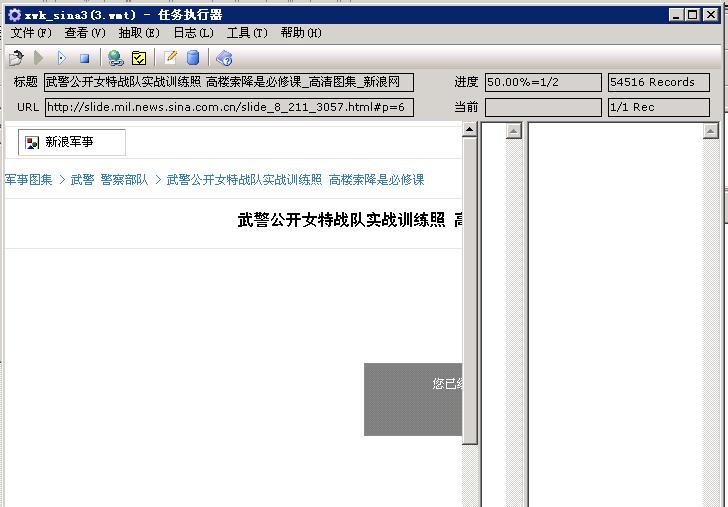 xwk_sina3(3.wmt) - 任务执行器
文件(F) 查看(V) 抽取(E) 日志(L) 工具(T) 帮助(H)
标题 武警公开女特战队实战训练照 高楼索降是必修课_高清图集_新浪网 进度 50.00%=1/2 54516 Records
URL http://slide.mil.news.sina.com.cn/slide_8_211_3057.html#p=6 当前 1/1 Rec
新浪军事
军事图集 > 武警 警察部队 > 武警公开女特战队实战训练照 高楼索降是必修课
武警公开女特战队实战训练照 高
您已经